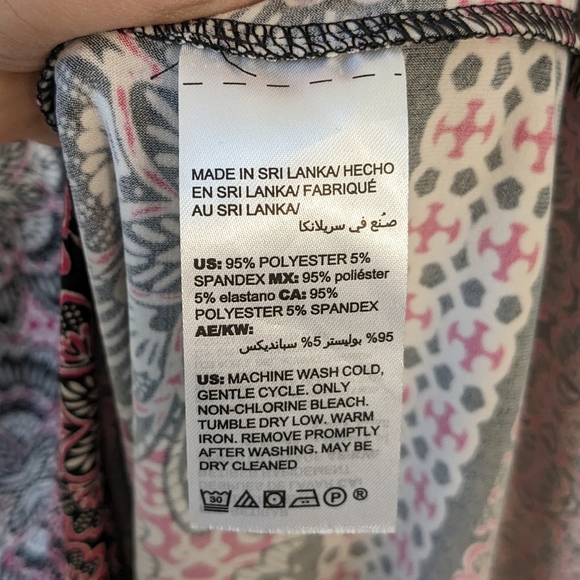 MADE IN SRI LANKA/ HECHO
EN SRI LANKA/ FABRIQUÉ
AU SRI LANKA/
صُنع في سريلانكا
US: 95% POLYESTER 5%
SPANDEX MX: 95% poliéster
5% elastano CA: 95%
POLYESTER 5% SPANDEX
AE/KW:
95% بوليستر 5% سبانديكس
US: MACHINE WASH COLD,
GENTLE CYCLE. ONLY
NON-CHLORINE BLEACH.
TUMBLE DRY LOW. WARM
IRON. REMOVE PROMPTLY
AFTER WASHING. MAY BE
DRY CLEANED
30 P ®